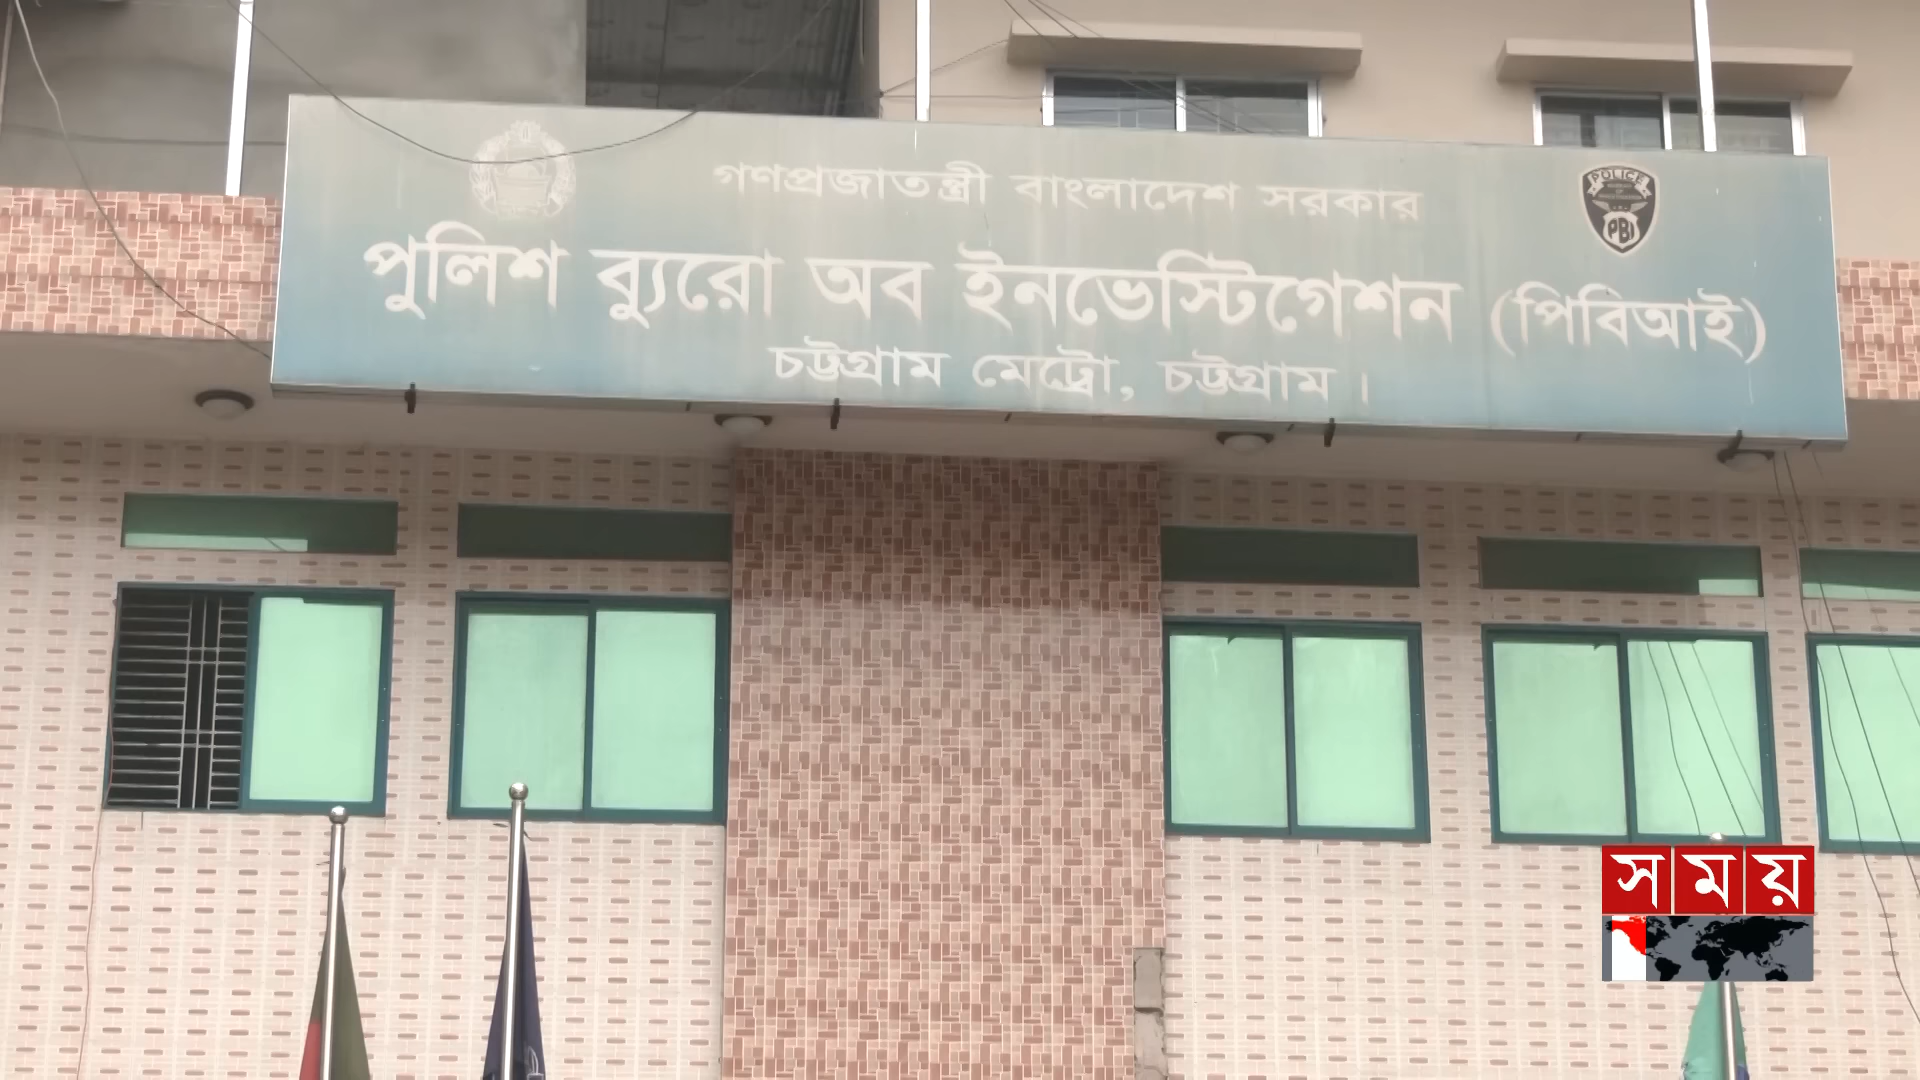 গণপ্রজাতন্ত্রী বাংলাদেশ সরকার
POLICE
PBI
পুলিশ ব্যুরো অব ইনভেস্টিগেশন (পিবিআই)
চট্টগ্রাম মেট্রো, চট্টগ্রাম।
সময়